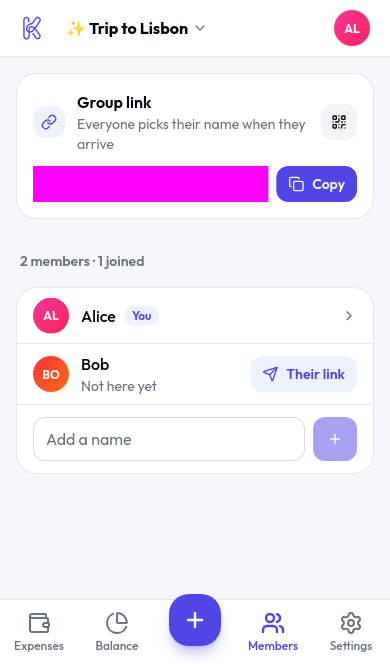 ✨ Trip to Lisbon
AL
Group link
Everyone picks their name when they
arrive
Copy
2 members · 1 joined
AL
Alice
You
BO
Bob
Not here yet
Their link
Add a name
Expenses
Balance
Members
Settings